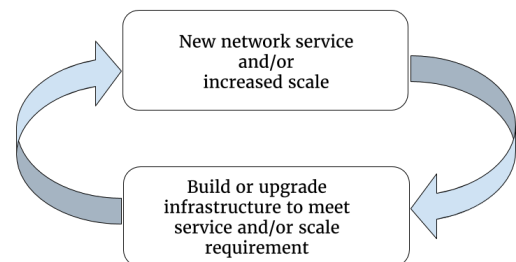 New network service
and/or
increased scale
Build or upgrade
infrastructure to meet
service and/or scale
requirement